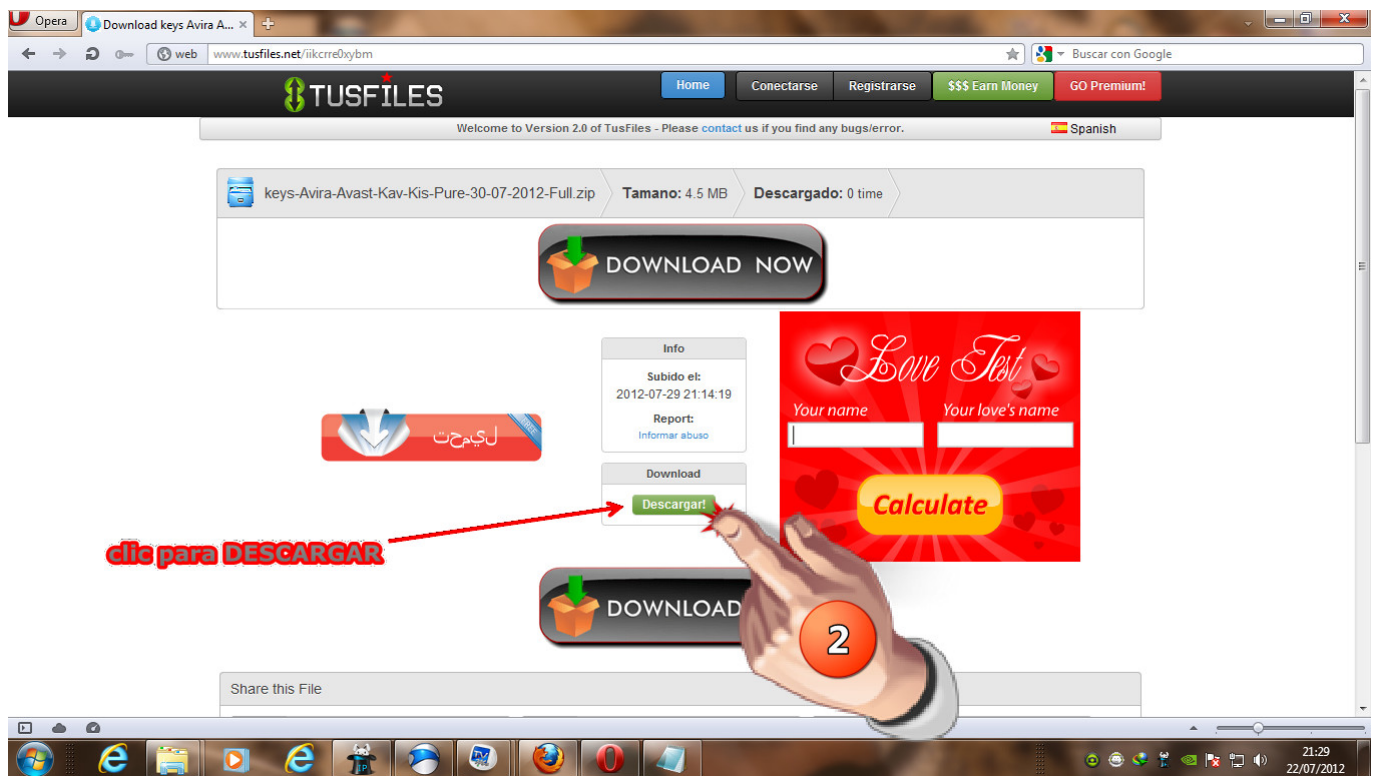 Opera
Download keys Avira A...
web
www.tusfiles.net/iikcrre0xybm
Buscar con Google
TUSFILES
Home
Conectarse
Registrarse
$$$ Earn Money
GO Premium!
Welcome to Version 2.0 of TusFiles - Please contact us if you find any bugs/error.
Spanish
keys-Avira-Avast-Kav-Kis-Pure-30-07-2012-Full.zip
Tamano: 4.5 MB
Descargado: 0 time
DOWNLOAD NOW
Info
Subido el:
2012-07-29 21:14:19
Report:
Informar abuso
ليمحت
FREE
Love Test
Your name
Your love's name
Calculate
Download
Descargar!
clic para DESCARGAR
DOWNLOAD
2
Share this File
21:29
22/07/2012